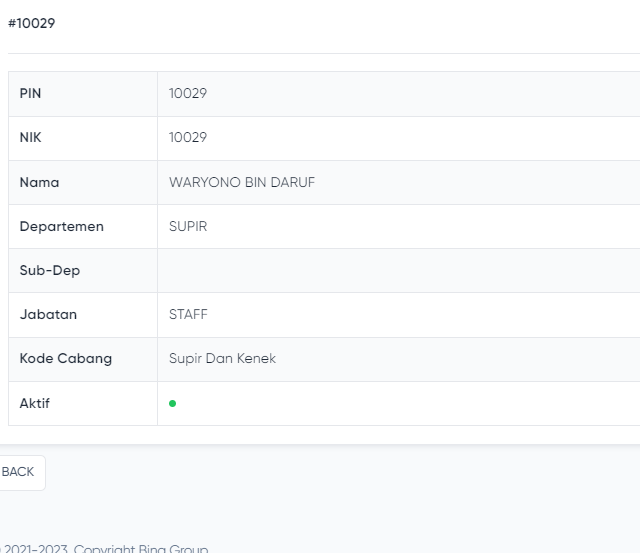 #10029
PIN 10029
NIK 10029
Nama WARYONO BIN DARUF
Departemen SUPIR
Sub-Dep
Jabatan STAFF
Kode Cabang Supir Dan Kenek
Aktif
BACK
2021-2023, Copyright Bina Group